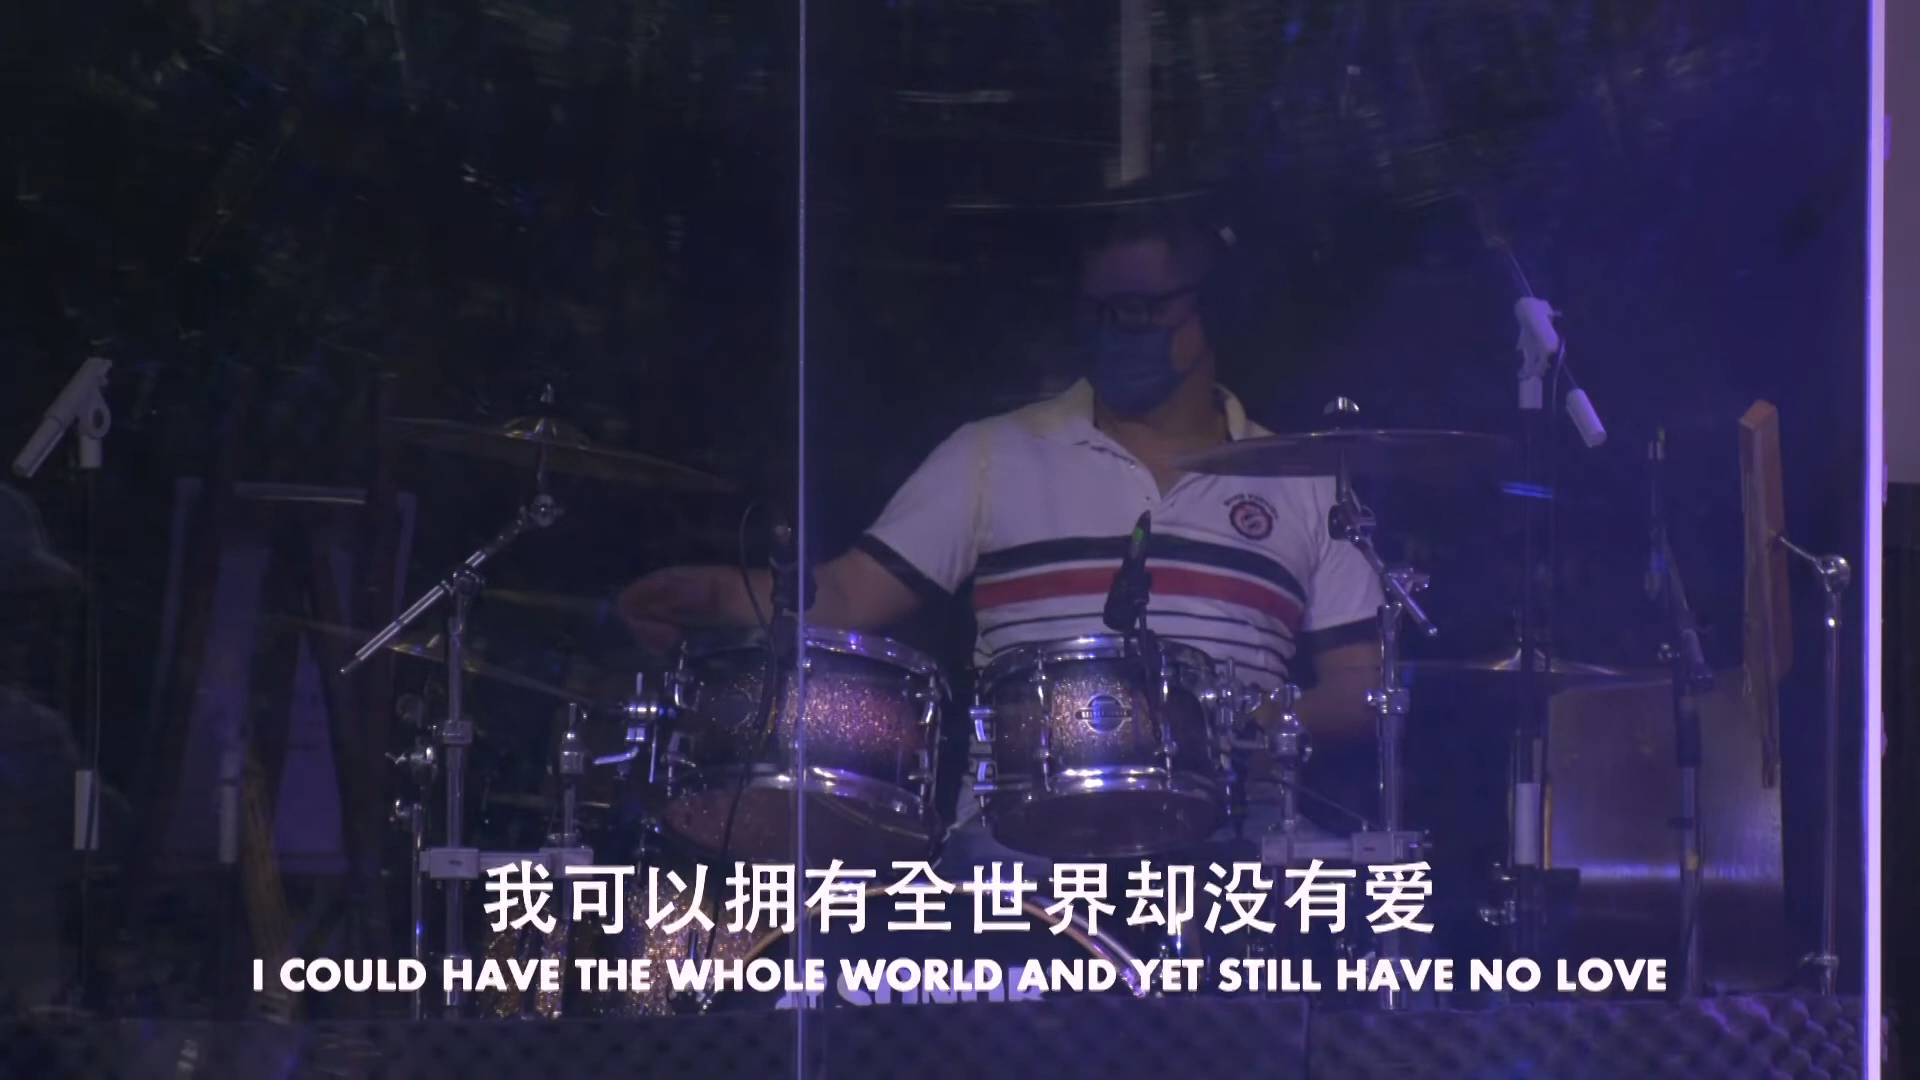 我可以拥有全世界却没有爱
I COULD HAVE THE WHOLE WORLD AND YET STILL HAVE NO LOVE
SONOR